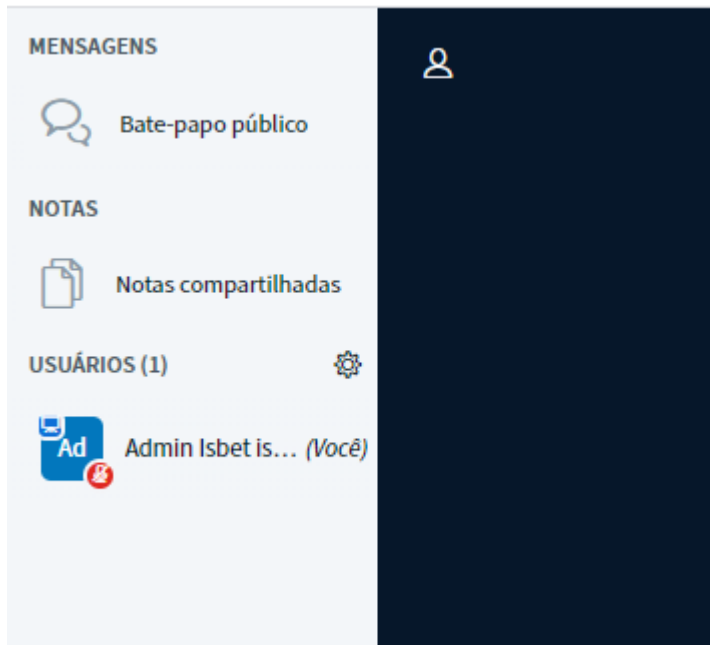 MENSAGENS
Bate-papo público
NOTAS
Notas compartilhadas
USUÁRIOS (1)
Ad
Admin Isbet is... (Você)